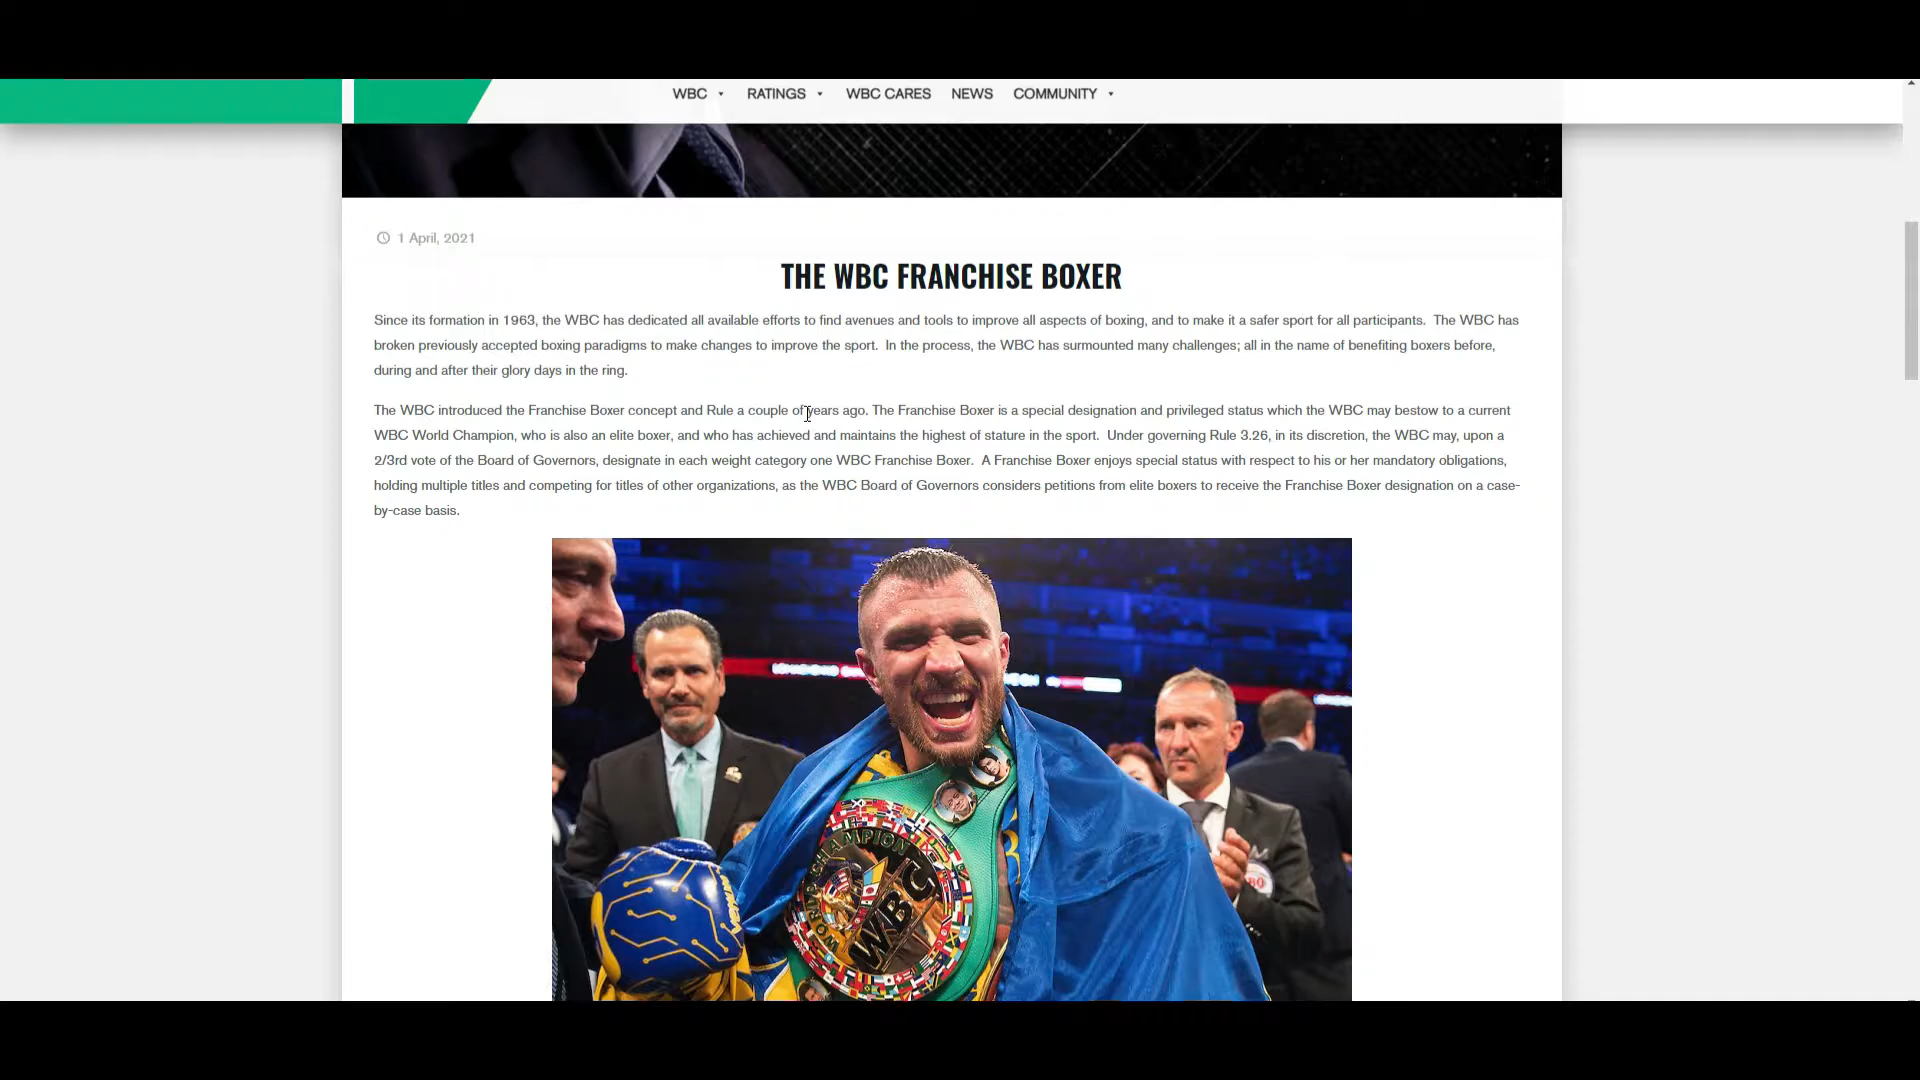 WBC RATINGS WBC CARES NEWS COMMUNITY
1 April, 2021
THE WBC FRANCHISE BOXER
Since its formation in 1963, the WBC has dedicated all available efforts to find avenues and tools to improve all aspects of boxing, and to make it a safer sport for all participants. The WBC has
broken previously accepted boxing paradigms to make changes to improve the sport. In the process, the WBC has surmounted many challenges; all in the name of benefiting boxers before,
during and after their glory days in the ring.
The WBC introduced the Franchise Boxer concept and Rule a couple of years ago. The Franchise Boxer is a special designation and privileged status which the WBC may bestow to a current
WBC World Champion, who is also an elite boxer, and who has achieved and maintains the highest of stature in the sport. Under governing Rule 3.26, in its discretion, the WBC may, upon a
2/3rd vote of the Board of Governors, designate in each weight category one WBC Franchise Boxer. A Franchise Boxer enjoys special status with respect to his or her mandatory obligations,
holding multiple titles and competing for titles of other organizations, as the WBC Board of Governors considers petitions from elite boxers to receive the Franchise Boxer designation on a case-
by-case basis.
WORLD CHAMPION
WBC